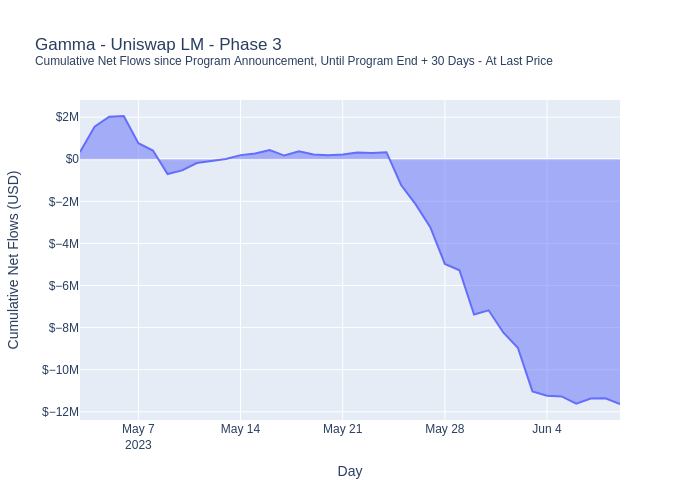 Gamma - Uniswap LM - Phase 3
Cumulative Net Flows since Program Announcement, Until Program End + 30 Days - At Last Price
Cumulative Net Flows (USD)
$2M
$0
$−2M
$−4M
$−6M
$−8M
$−10M
$−12M
May 7
2023
May 14
May 21
May 28
Jun 4
Day